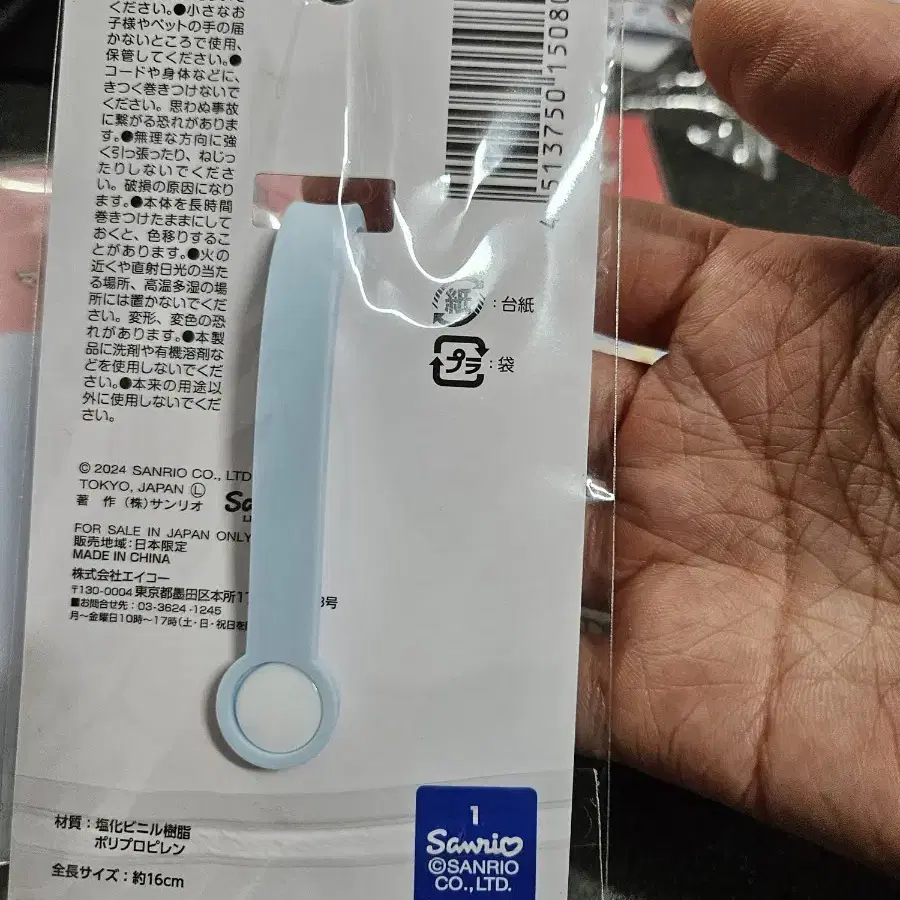 ください。●小さなお
子様やペットの手の届
かないところで使用、
保管してください。●
コードや身体などに、
きつく巻きつけないで
ください。思わぬ事故
に繋がる恐れがありま
す。●無理な方向に強
く引っ張ったり、ねじっ
たりしないでくださ
い。破損の原因になり
ます。●本体を長時間
巻きつけたままにして
おくと、色移りするこ
とがあります。●火の
近くや直射日光の当た
る場所、高温多湿の場
所には置かないでくだ
さい。変形、変色の恐
れがあります。●本製
品に洗剤や有機溶剤な
どを使用しないでくだ
さい。●本来の用途以
外に使用しないでくだ
さい。
4 513750 15080
紙:台紙
プラ:袋
© 2024 SANRIO CO., LTD
TOKYO, JAPAN Ⓛ
著 作 (株)サンリオ
FOR SALE IN JAPAN ONLY
販売地域:日本限定
MADE IN CHINA
株式会社エイコー
〒130-0004 東京都墨田区本所1 号
■お問合せ先:03-3624-1245
月〜金曜日10時〜17時(土・日・祝日を
材質:塩化ビニル樹脂
ポリプロピレン
全長サイズ:約16cm
1
Sanrio
©SANRIO
CO.,LTD.